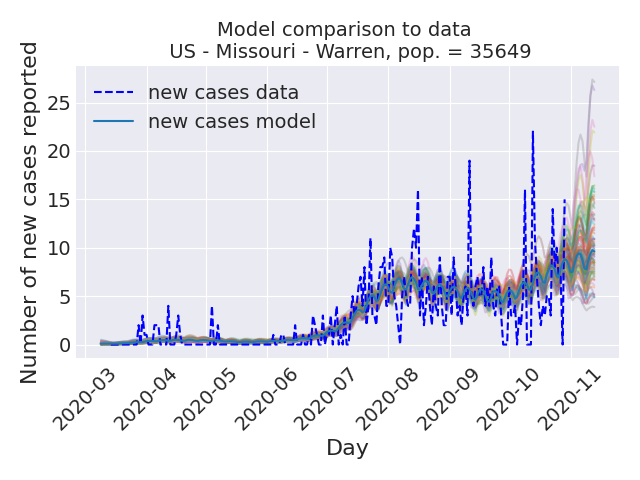 Model comparison to data
US - Missouri - Warren, pop. = 35649
new cases data
new cases model
Number of new cases reported
25
20
15
10
5
0
2020-03
2020-04
2020-05
2020-06
2020-07
2020-08
2020-09
2020-10
2020-11
Day